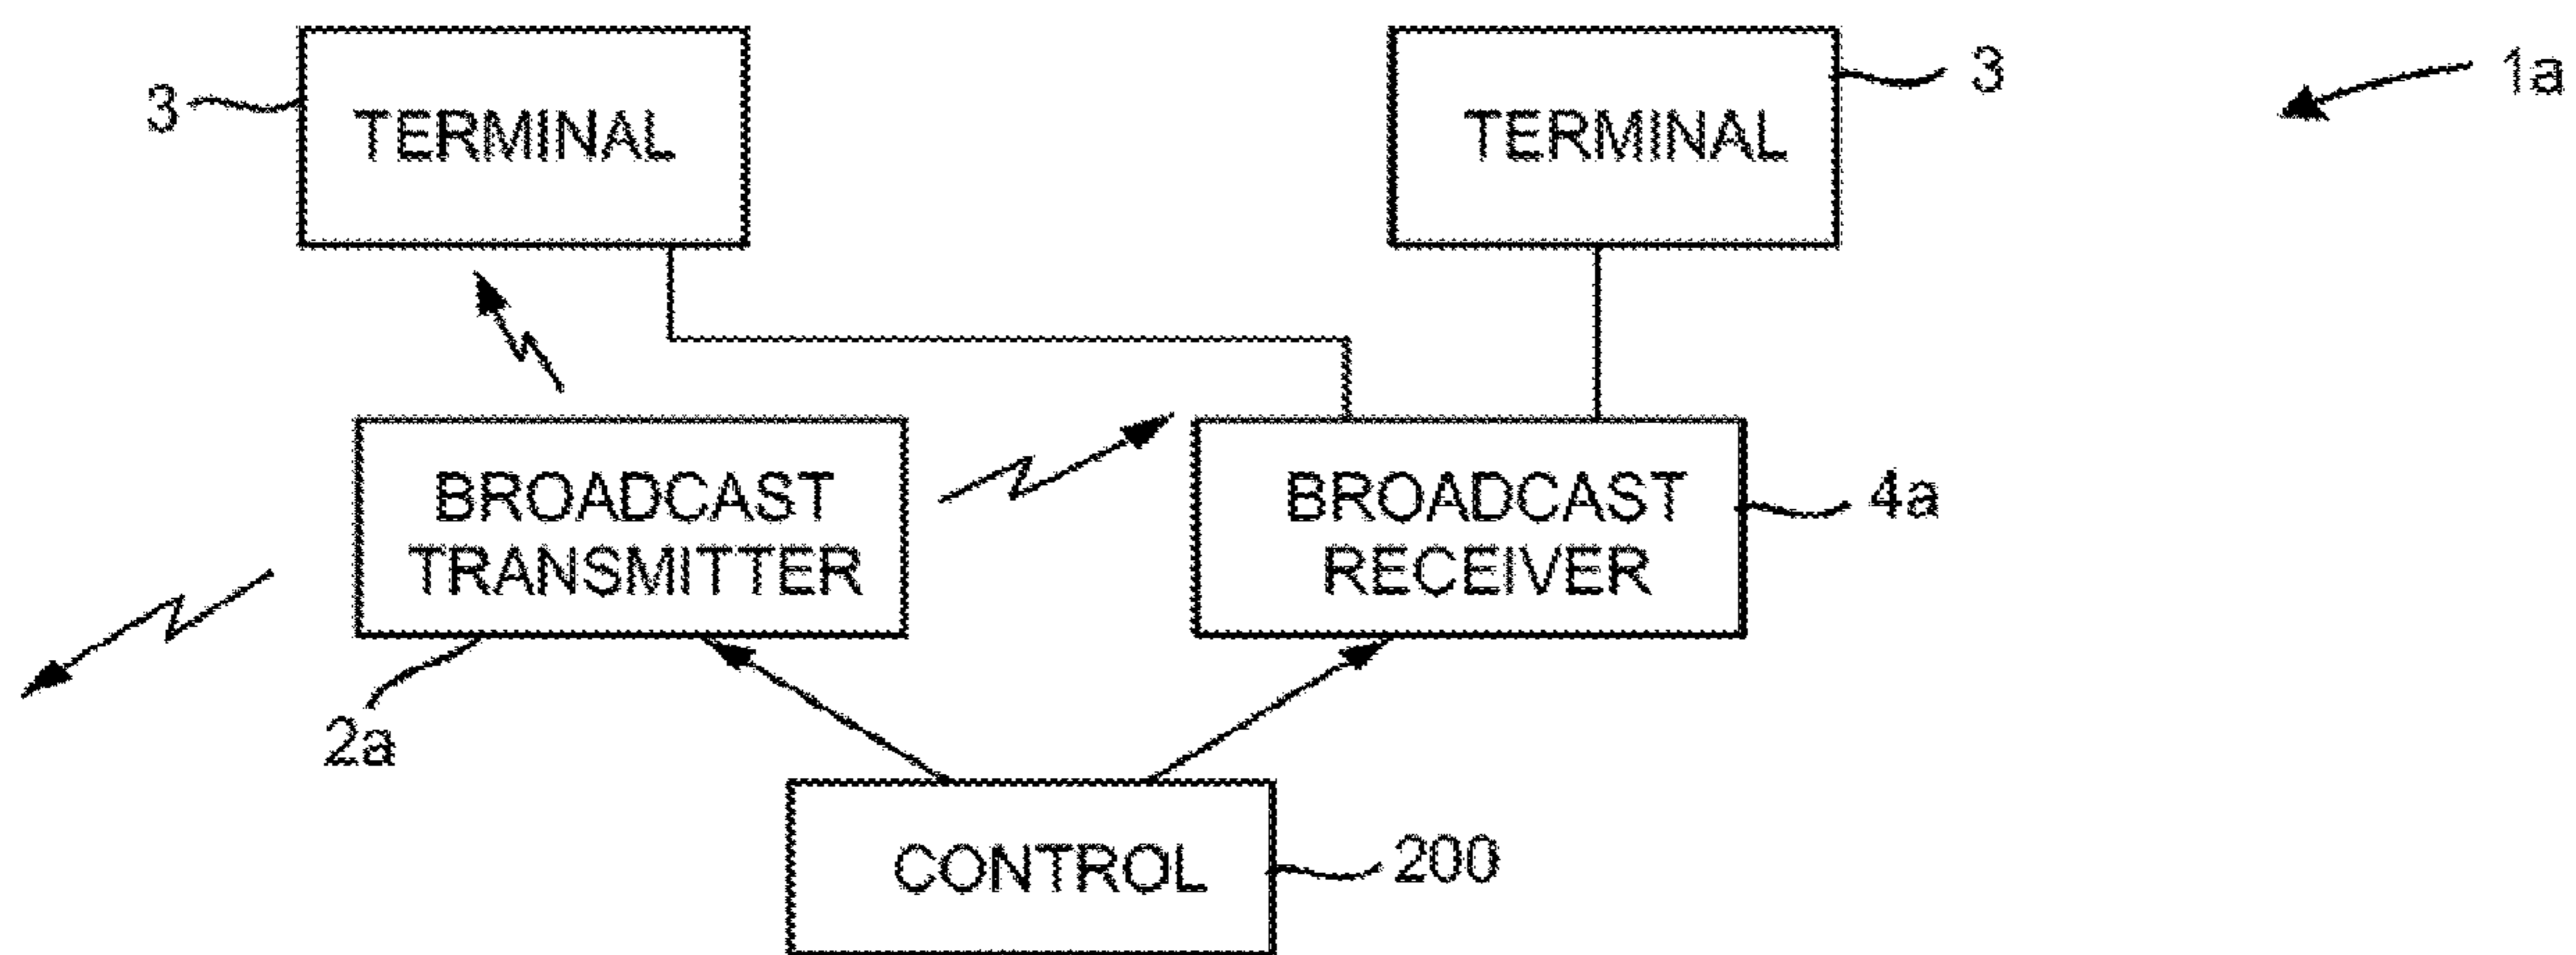 3
TERMINAL
TERMINAL
3
1a
BROADCAST
TRANSMITTER
BROADCAST
RECEIVER
4a
2a
CONTROL
200